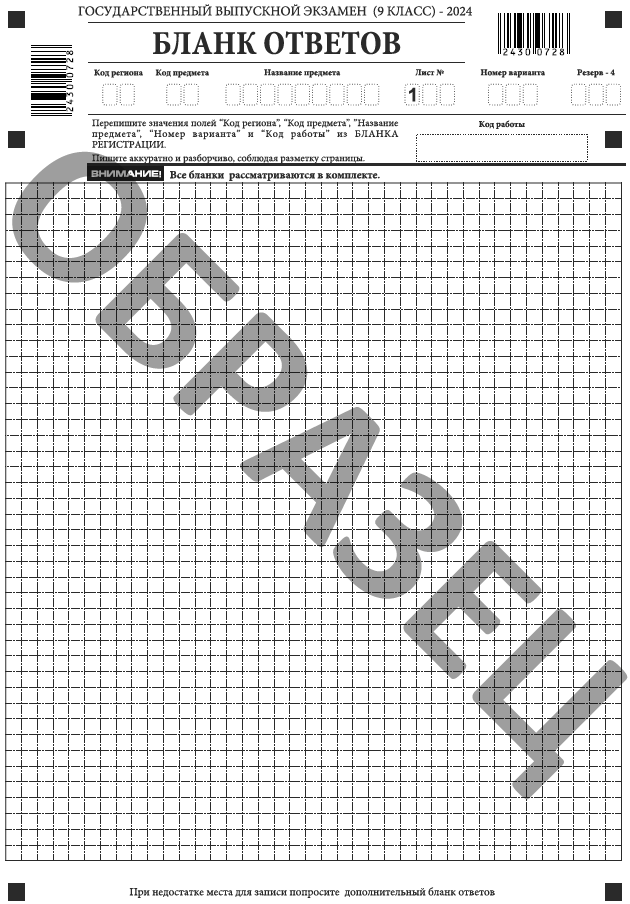 ГОСУДАРСТВЕННЫЙ ВЫПУСКНОЙ ЭКЗАМЕН (9 КЛАСС) - 2024
БЛАНК ОТВЕТОВ
2430 0728
2430 0728
Код региона Код предмета Название предмета Лист № Номер варианта Резерв - 4
1
Перепишите значения полей “Код региона”, “Код предмета”, “Название
предмета”, “Номер варианта” и “Код работы” из БЛАНКА
РЕГИСТРАЦИИ.
Пишите аккуратно и разборчиво, соблюдая разметку страницы.
Код работы
ВНИМАНИЕ! Все бланки рассматриваются в комплекте.
ОБРАЗЕЦ
При недостатке места для записи попросите дополнительный бланк ответов